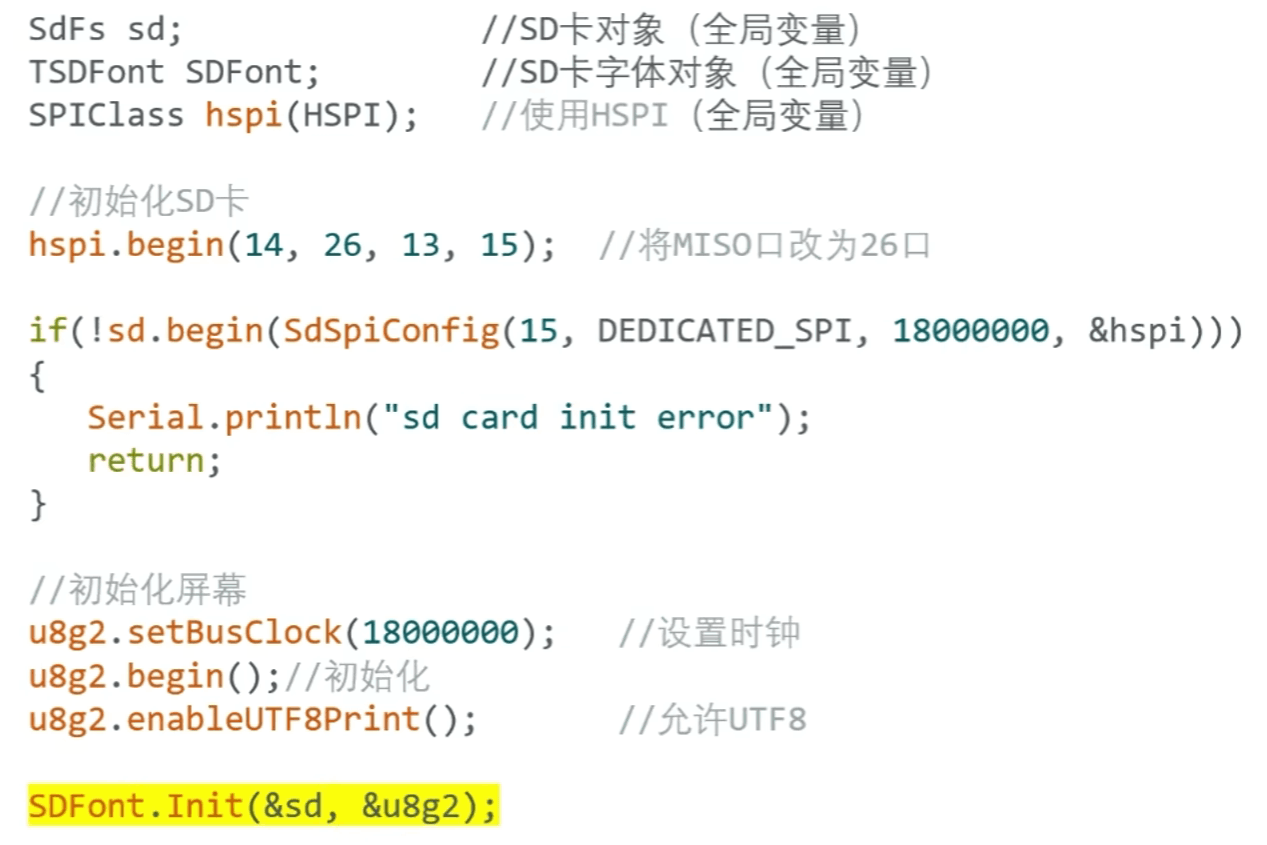 SdFs sd; //SD卡对象（全局变量）
TSDFont SDFont; //SD卡字体对象（全局变量）
SPIClass hspi(HSPI); //使用HSPI（全局变量）
//初始化SD卡
hspi.begin(14, 26, 13, 15); //将MISO口改为26口
if(!sd.begin(SdSpiConfig(15, DEDICATED_SPI, 18000000, &hspi)))
{
Serial.println("sd card init error");
return;
}
//初始化屏幕
u8g2.setBusClock(18000000); //设置时钟
u8g2.begin();//初始化
u8g2.enableUTF8Print(); //允许UTF8
SDFont.Init(&sd, &u8g2);